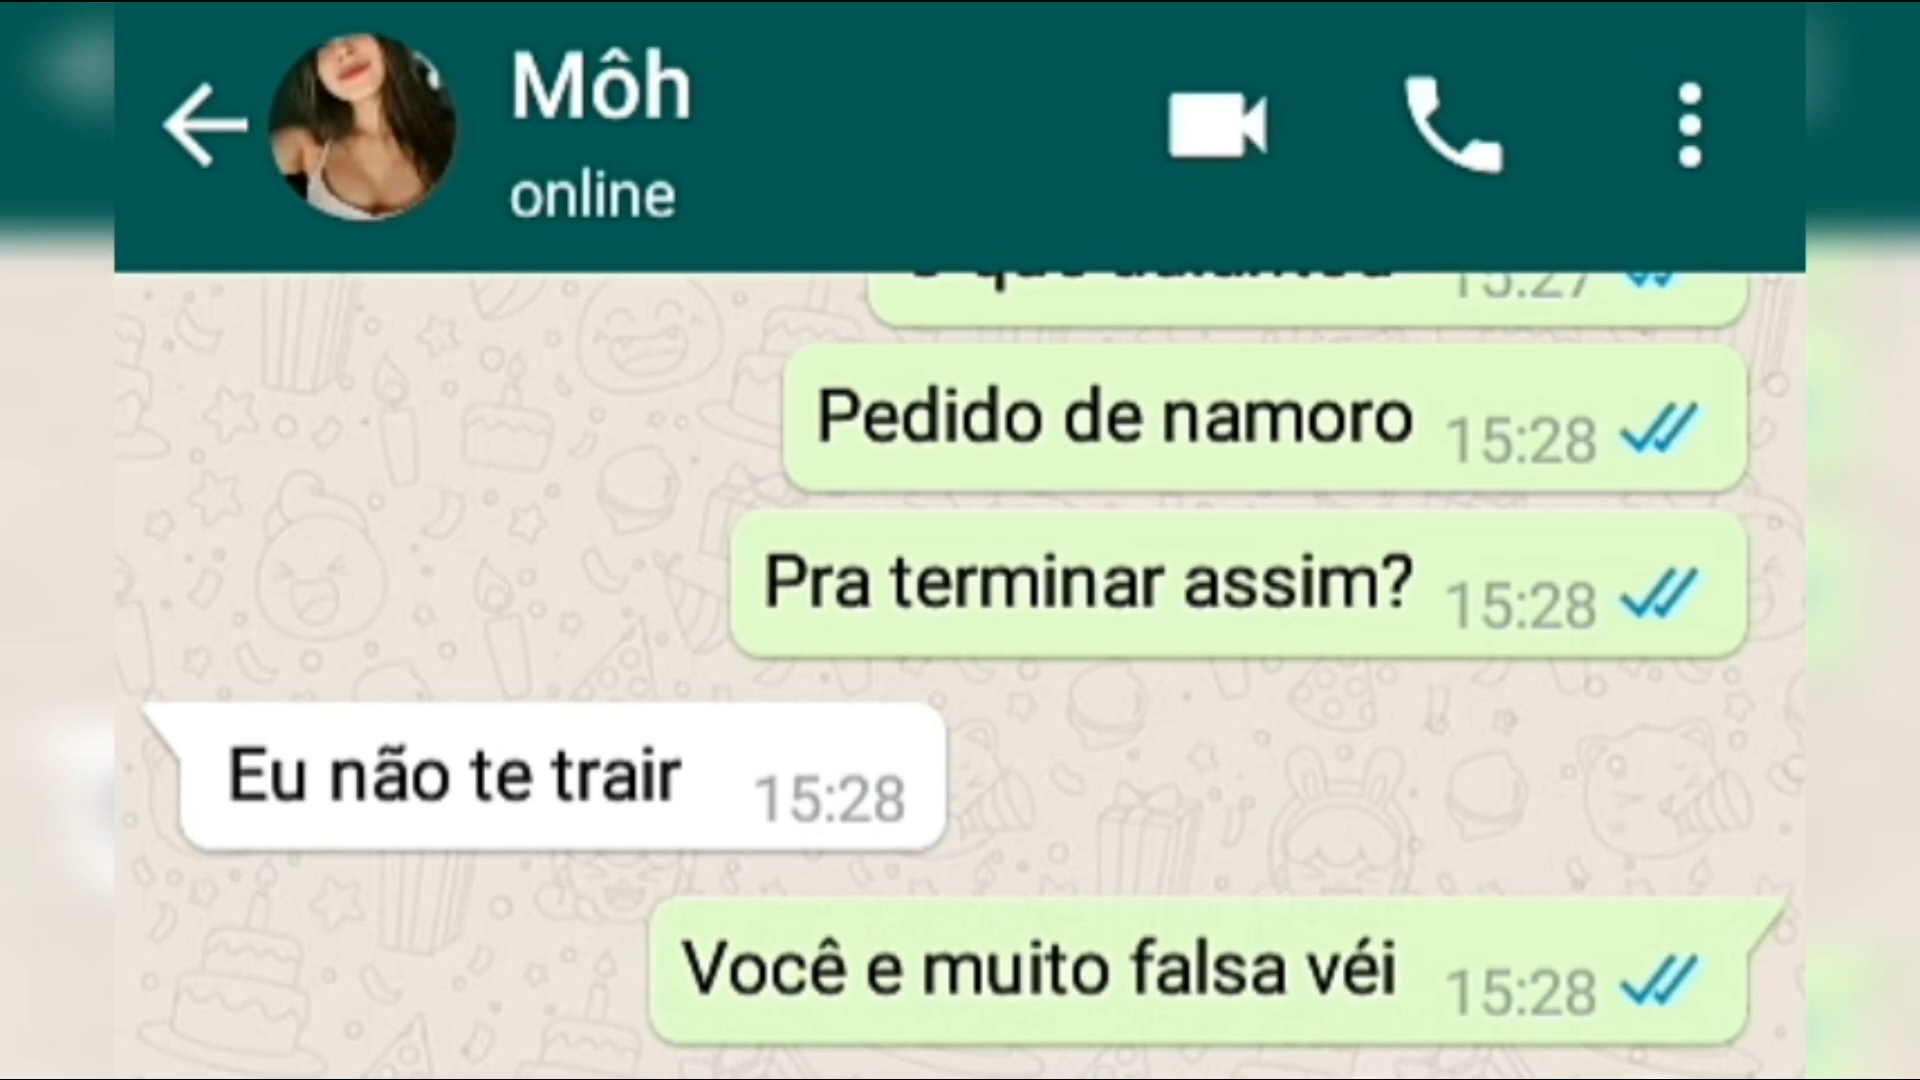 Môh
online
15:27
Pedido de namoro 15:28
Pra terminar assim? 15:28
Eu não te trair 15:28
Você e muito falsa véi 15:28